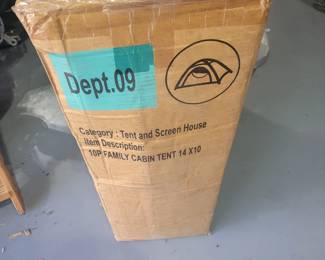 Dept.09
Category : Tent and Screen House
Item Description:
10P FAMILY CABIN TENT 14 X10